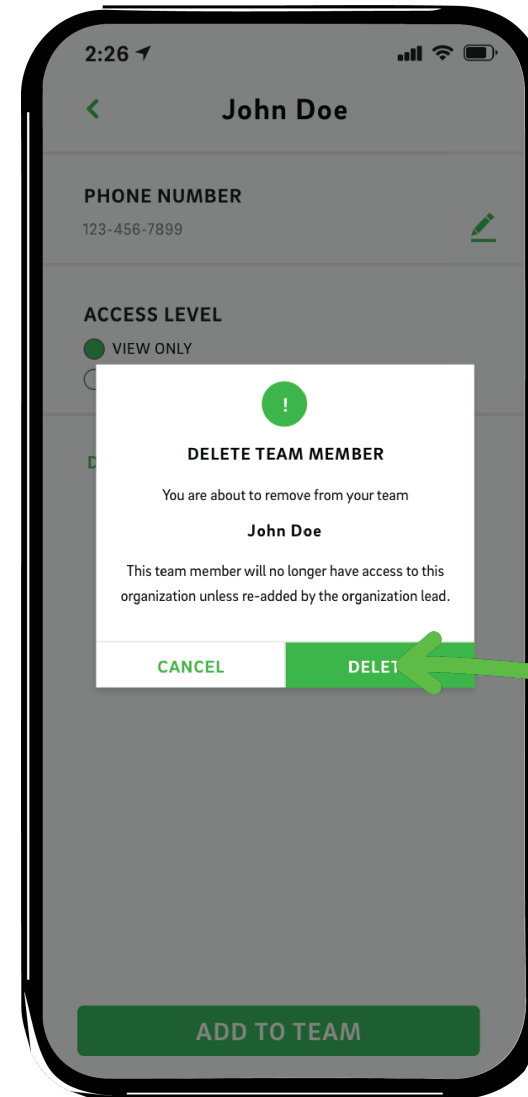 2:26
John Doe
PHONE NUMBER
123-456-7899
ACCESS LEVEL
VIEW ONLY
D
!
DELETE TEAM MEMBER
You are about to remove from your team
John Doe
This team member will no longer have access to this
organization unless re-added by the organization lead.
CANCEL DELET
ADD TO TEAM